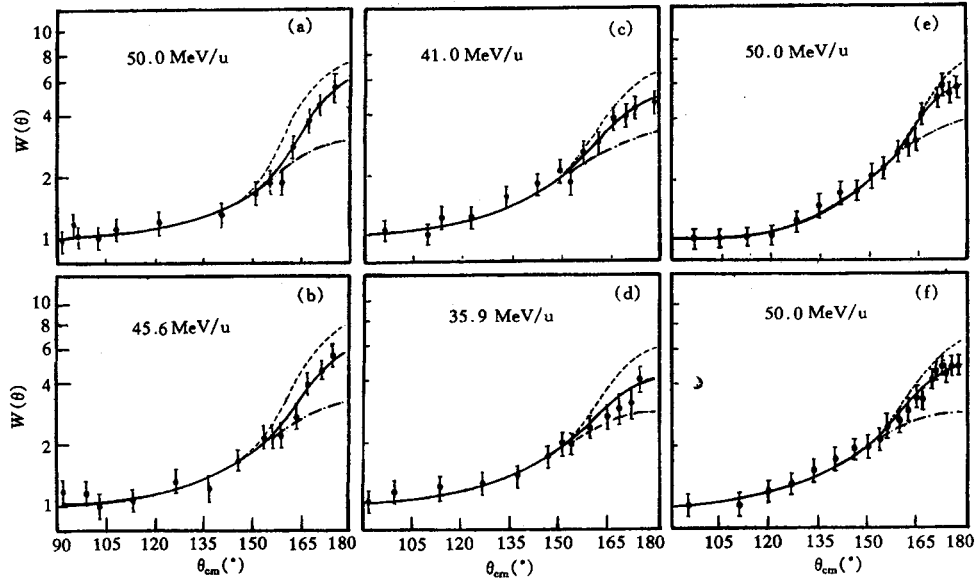 (a)
50.0 MeV/u
(c)
41.0 MeV/u
(e)
50.0 MeV/u
10
8
6
4
2
1
W(θ)
(b)
45.6 MeV/u
(d)
35.9 MeV/u
(f)
50.0 MeV/u
10
8
6
4
2
1
W(θ)
90 105 120 135 150 165 180
105 120 135 150 165 180
105 120 135 150 165 180
θcm(°)
θcm(°)
θcm(°)